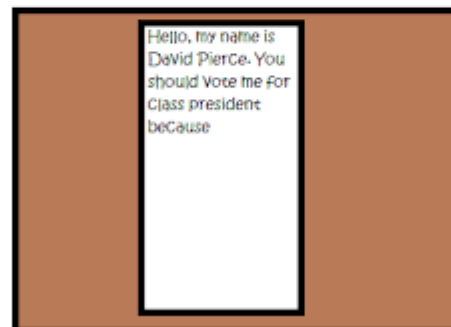 Hello, my name is
David Pierce. You
should vote me for
class president
because